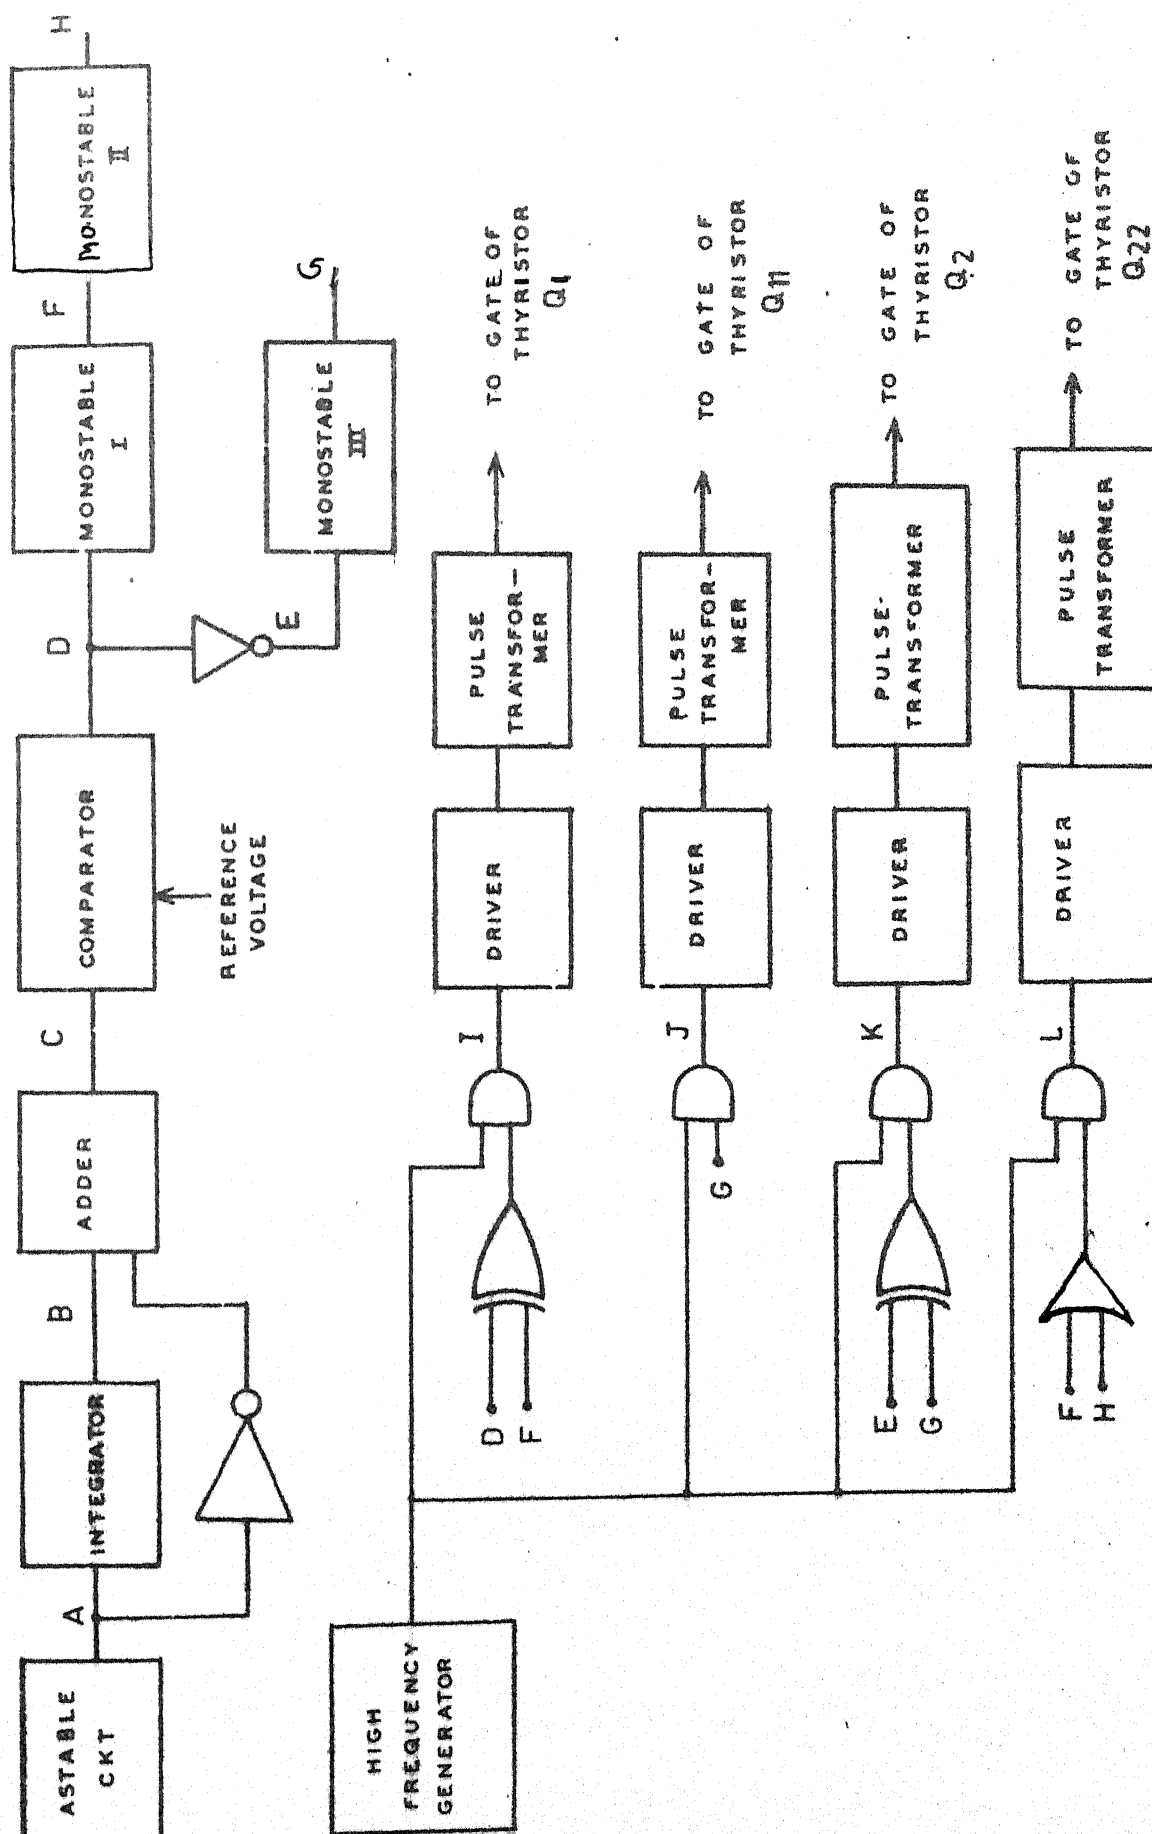 ASTABLE
CKT
A
INTEGRATOR
B
ADDER
C
COMPARATOR
REFERENCE
VOLTAGE
D
MONOSTABLE
I
F
MONOSTABLE
II
H
E
MONOSTABLE
III
G
HIGH
FREQUENCY
GENERATOR
D
F
I
DRIVER
PULSE
TRANSFOR-
MER
TO GATE OF
THYRISTOR
Q1
G
J
DRIVER
PULSE
TRANSFOR-
MER
TO GATE OF
THYRISTOR
Q11
E
G
K
DRIVER
PULSE-
TRANSFORMER
TO GATE OF
THYRISTOR
Q2
F
H
L
DRIVER
PULSE
TRANSFORMER
TO GATE OF
THYRISTOR
Q22